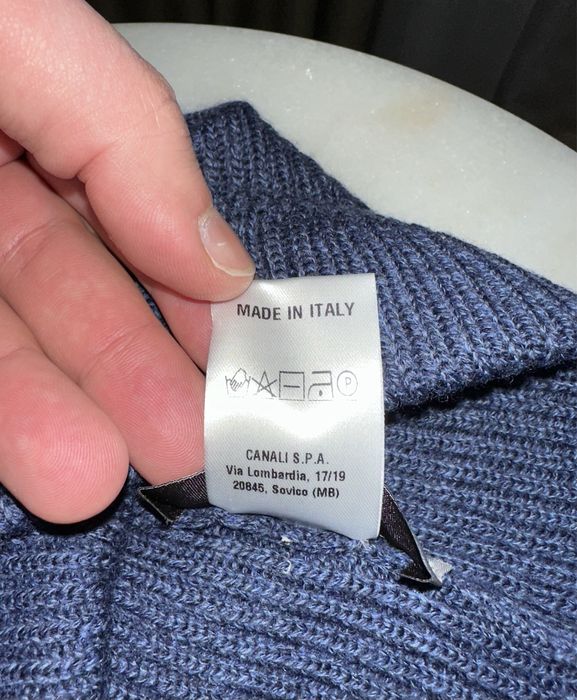 MADE IN ITALY
P
CANALI S.P.A.
Via Lombardia, 17/19
20845, Sovico (MB)